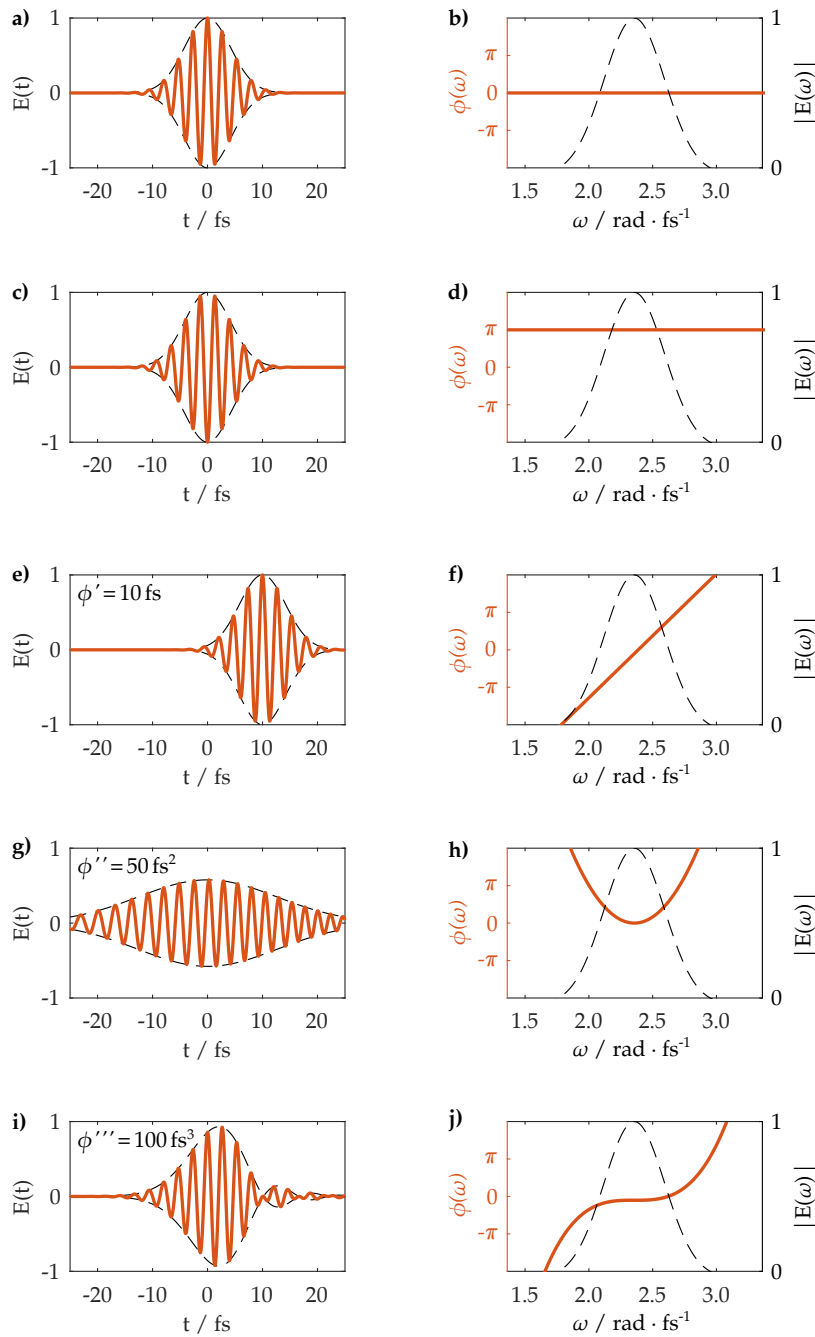 a)
1
0
-1
E(t)
-20 -10 0 10 20
t / fs
b)
π
0
-π
ϕ(ω)
1
0
|E(ω)|
1.5 2.0 2.5 3.0
ω / rad · fs⁻¹
c)
1
0
-1
E(t)
-20 -10 0 10 20
t / fs
d)
π
0
-π
ϕ(ω)
1
0
|E(ω)|
1.5 2.0 2.5 3.0
ω / rad · fs⁻¹
e)
ϕ′ = 10 fs
1
0
-1
E(t)
-20 -10 0 10 20
t / fs
f)
π
0
-π
ϕ(ω)
1
0
|E(ω)|
1.5 2.0 2.5 3.0
ω / rad · fs⁻¹
g)
ϕ′′ = 50 fs²
1
0
-1
E(t)
-20 -10 0 10 20
t / fs
h)
π
0
-π
ϕ(ω)
1
0
|E(ω)|
1.5 2.0 2.5 3.0
ω / rad · fs⁻¹
i)
ϕ′′′ = 100 fs³
1
0
-1
E(t)
-20 -10 0 10 20
t / fs
j)
π
0
-π
ϕ(ω)
1
0
|E(ω)|
1.5 2.0 2.5 3.0
ω / rad · fs⁻¹